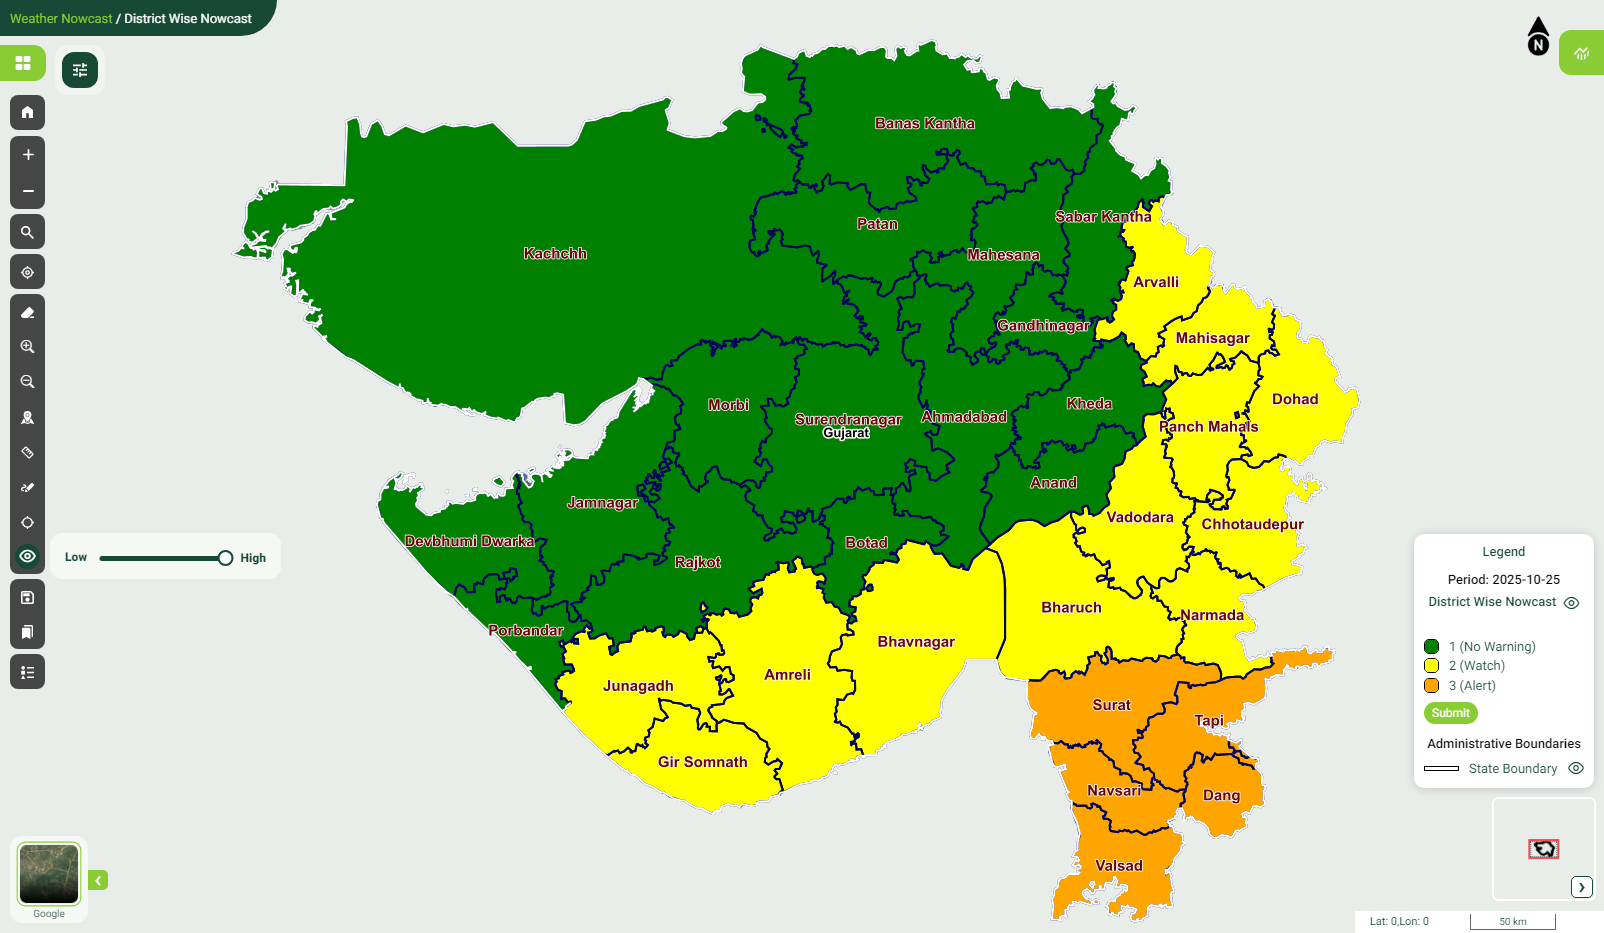 Weather Nowcast / District Wise Nowcast
N
Banas Kantha
Sabar Kantha
Patan
Kachchh
Mahesana
Arvalli
Gandhinagar
Mahisagar
Dohad
Morbi
Kheda
Surendranagar
Ahmadabad
Panch Mahals
Gujarat
Anand
Jamnagar
Vadodara
Chhotaudepur
Devbhumi Dwarka
Botad
Low
High
Rajkot
Bharuch
Narmada
Porbandar
Bhavnagar
Amreli
Junagadh
Surat
Tapi
Gir Somnath
Navsari
Dang
Valsad
Legend
Period: 2025-10-25
District Wise Nowcast
1 (No Warning)
2 (Watch)
3 (Alert)
Submit
Administrative Boundaries
State Boundary
Google
Lat: 0,Lon: 0
50 km